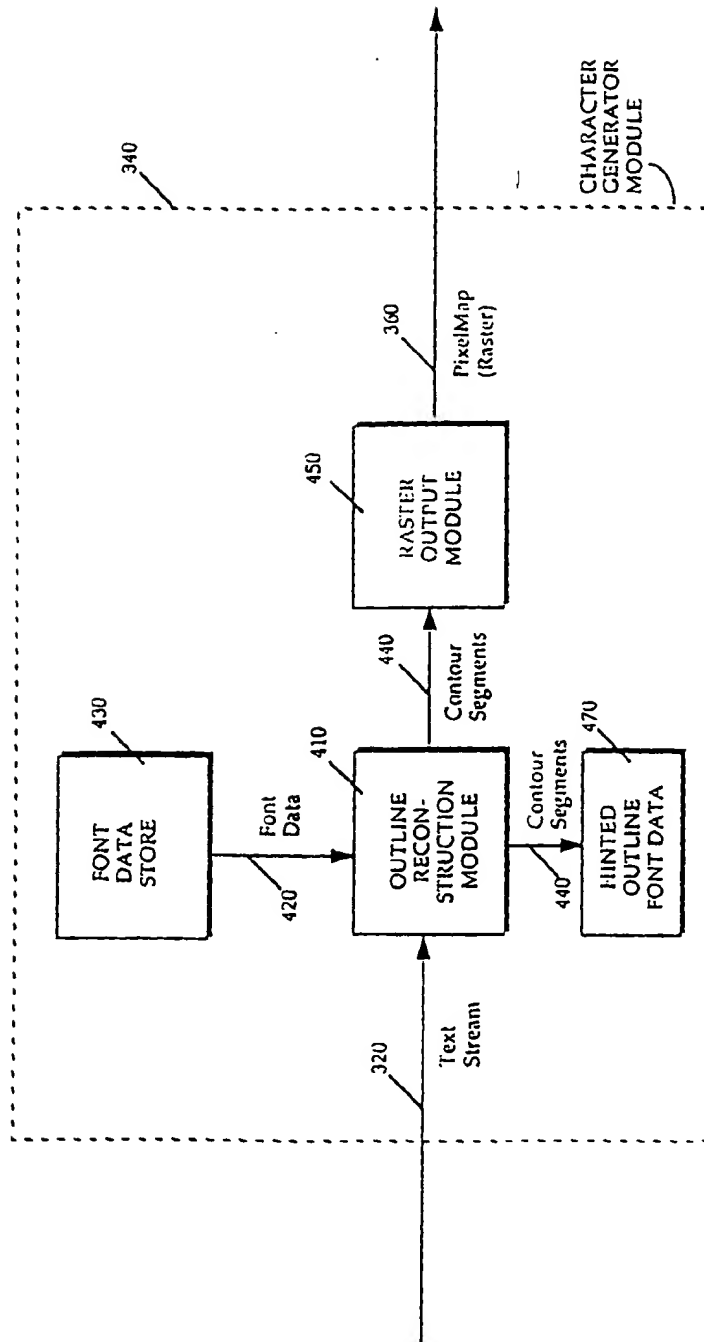 340
CHARACTER
GENERATOR
MODULE
430
FONT
DATA
STORE
Font
Data
420
410
OUTLINE
RECON-
STRUCTION
MODULE
320
Text
Stream
440
Contour
Segments
450
RASTER
OUTPUT
MODULE
360
PixelMap
(Raster)
Contour
Segments
440
470
HINTED
OUTLINE
FONT DATA